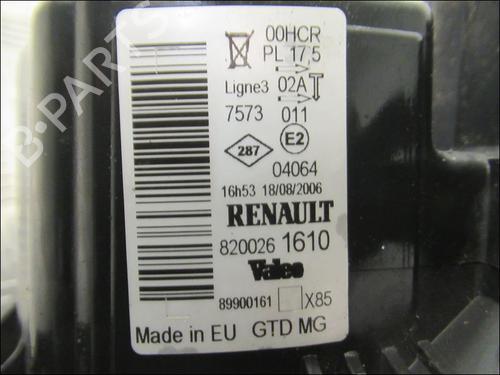 00HCR
PL 17,5
Ligne3 02A
7573 011
287 E2
04064
16h53 18/08/2006
RENAULT
820026 1610
Valeo
89900161 X85
Made in EU GTD MG